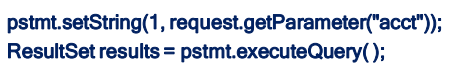 pstmt.setString(1, request.getParameter("acct"));
ResultSet results = pstmt.executeQuery( );